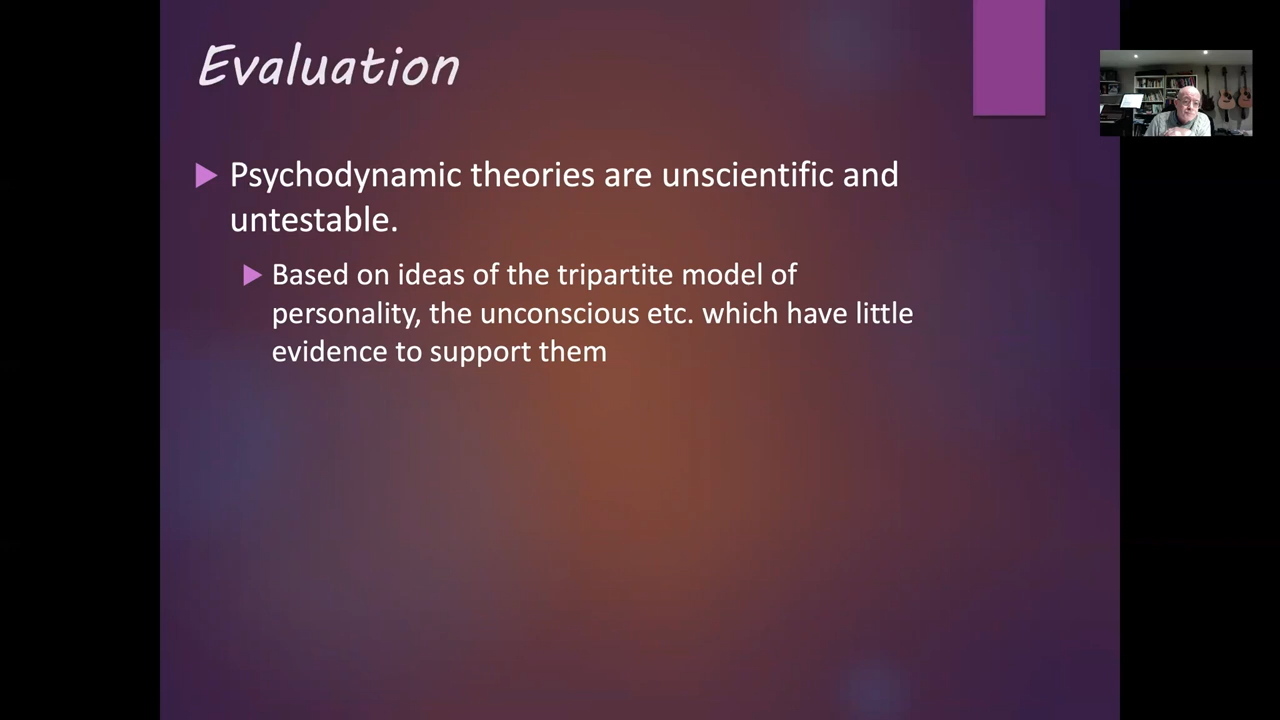 Evaluation
Psychodynamic theories are unscientific and
untestable.
Based on ideas of the tripartite model of
personality, the unconscious etc. which have little
evidence to support them